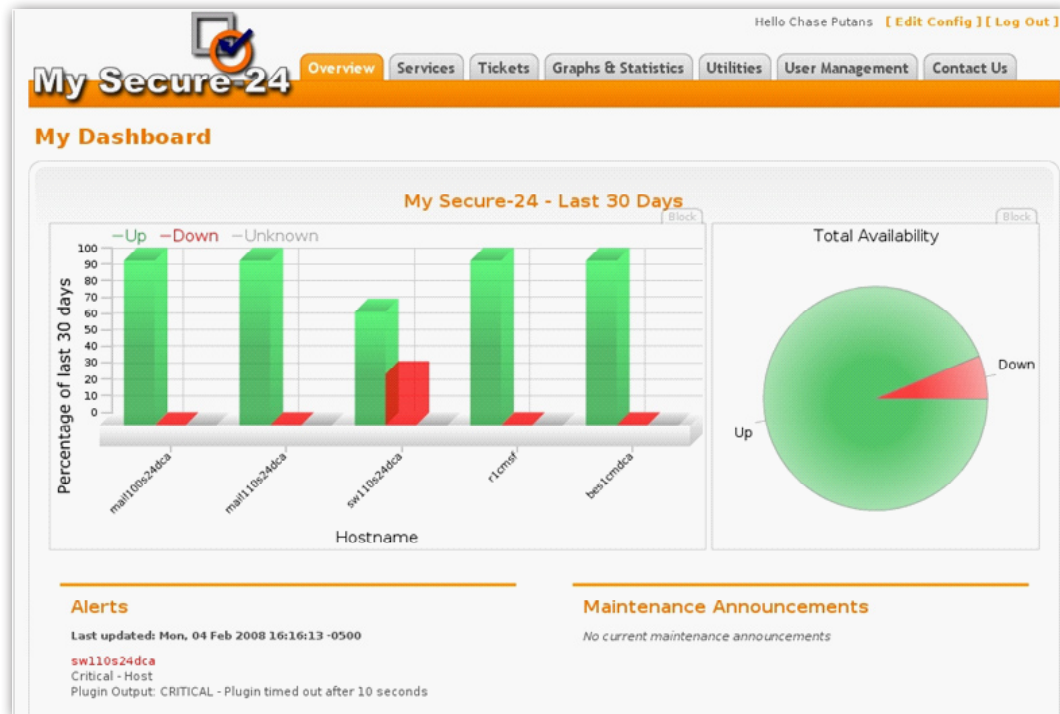 Hello Chase Putans [ Edit Config ] [ Log Out ]
My Secure-24
Overview Services Tickets Graphs & Statistics Utilities User Management Contact Us
My Dashboard
My Secure-24 - Last 30 Days
Block
Block
Up Down Unknown
Total Availability
Percentage of last 30 days
100
90
80
70
60
50
40
30
20
10
0
Down
Up
mail100s24dca
mail110s24dca
sw110s24dca
r1cmsf
bes1cmdca
Hostname
Alerts
Maintenance Announcements
Last updated: Mon, 04 Feb 2008 16:16:13 -0500
No current maintenance announcements
sw110s24dca
Critical - Host
Plugin Output: CRITICAL - Plugin timed out after 10 seconds